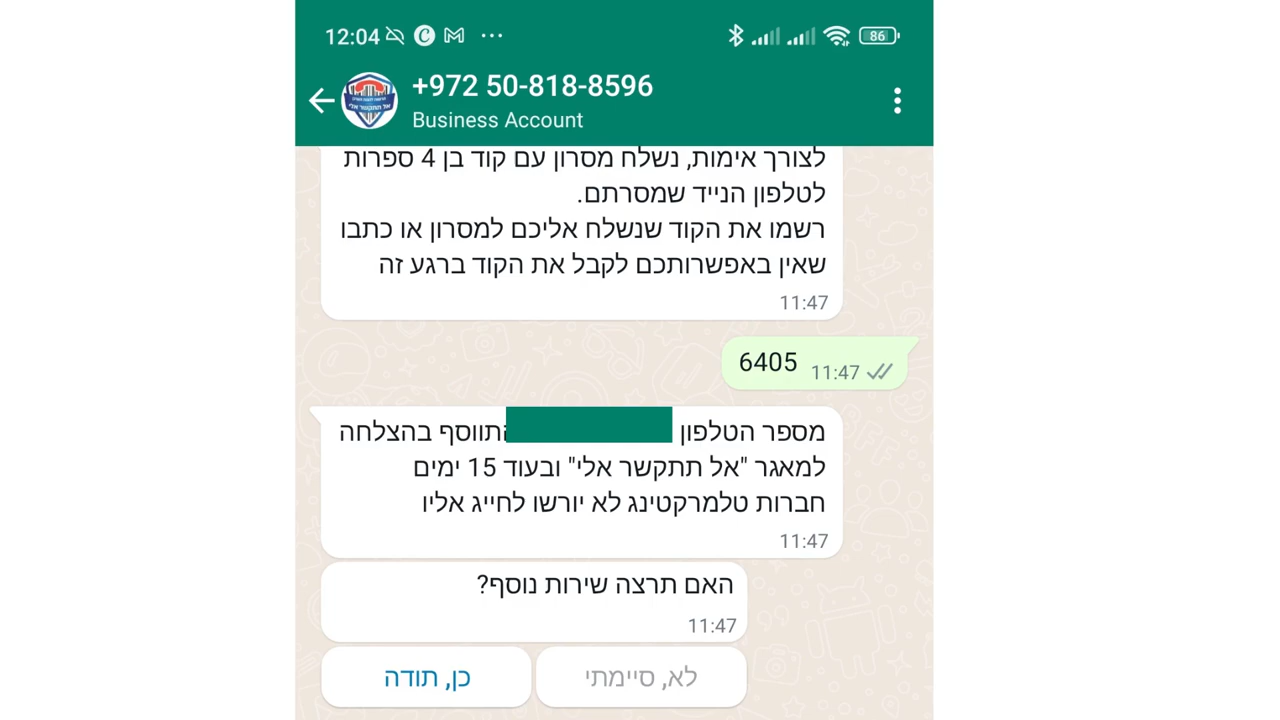 12:04
86
+972 50-818-8596
Business Account
לצורך אימות, נשלח מסרון עם קוד בן 4 ספרות
לטלפון הנייד שמסרתם.
רשמו את הקוד שנשלח אליכם למסרון או כתבו
שאין באפשרותכם לקבל את הקוד ברגע זה
11:47
6405 11:47
מספר הטלפון התווסף בהצלחה
למאגר "אל תתקשר אלי" ובעוד 15 ימים
חברות טלמרקטינג לא יורשו לחייג אליו
11:47
האם תרצה שירות נוסף?
11:47
כן, תודה
לא, סיימתי